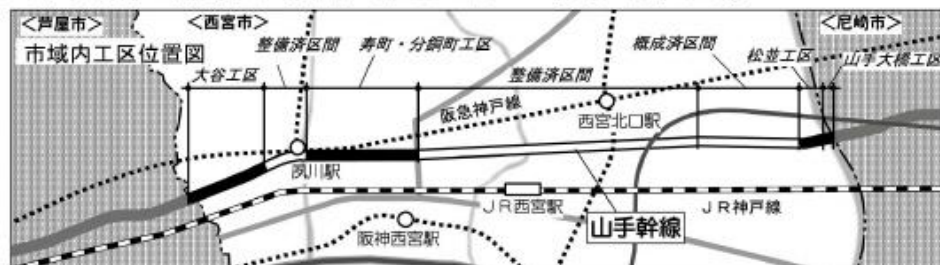 <芦屋市>
<西宮市>
<尼崎市>
市域内工区位置図
整備済区間
寿町・分銅町工区
概成済区間
松並工区
山手大橋工区
大谷工区
整備済区間
阪急神戸線
西宮北口駅
夙川駅
JR西宮駅
JR神戸線
山手幹線
阪神西宮駅